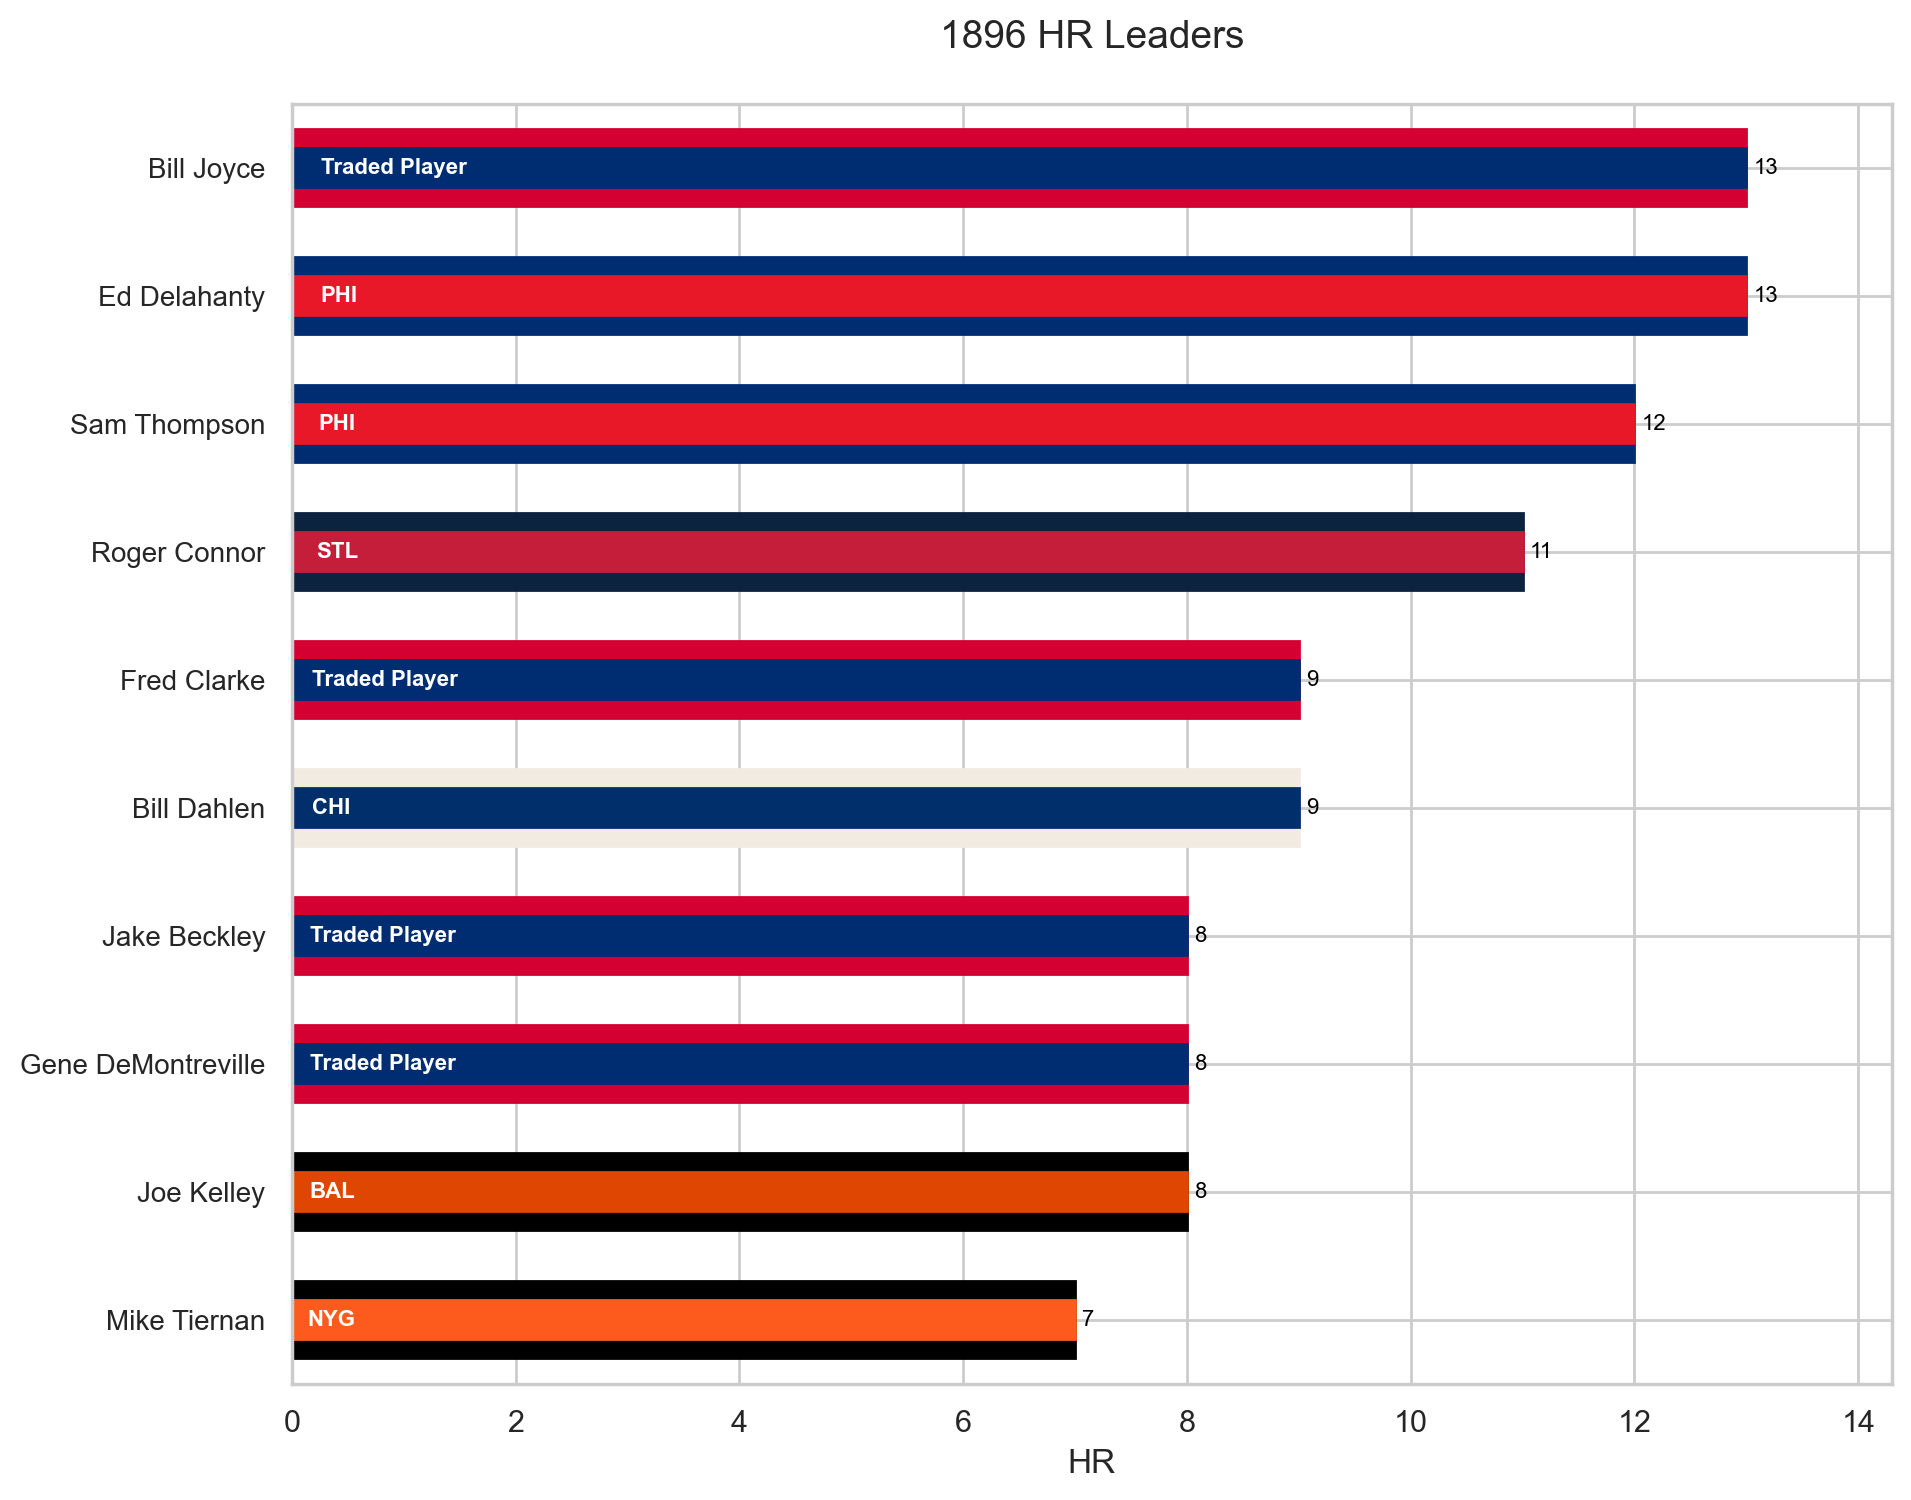 1896 HR Leaders
Bill Joyce Traded Player 13
Ed Delahanty PHI 13
Sam Thompson PHI 12
Roger Connor STL 11
Fred Clarke Traded Player 9
Bill Dahlen CHI 9
Jake Beckley Traded Player 8
Gene DeMontreville Traded Player 8
Joe Kelley BAL 8
Mike Tiernan NYG 7
0 2 4 6 8 10 12 14
HR